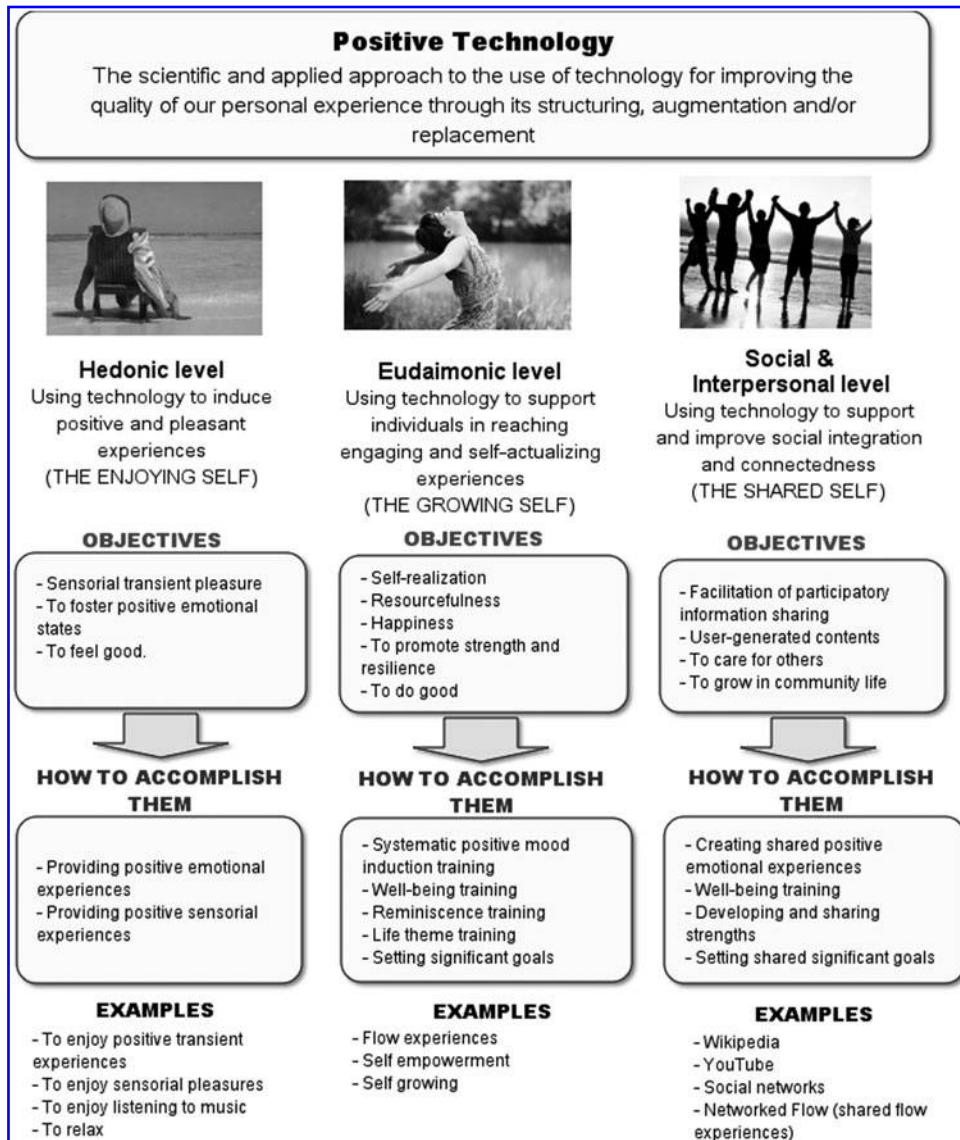 Positive Technology
The scientific and applied approach to the use of technology for improving the
quality of our personal experience through its structuring, augmentation and/or
replacement
Hedonic level
Using technology to induce
positive and pleasant
experiences
(THE ENJOYING SELF)
OBJECTIVES
- Sensorial transient pleasure
- To foster positive emotional
states
- To feel good.
HOW TO ACCOMPLISH
THEM
- Providing positive emotional
experiences
- Providing positive sensorial
experiences
EXAMPLES
- To enjoy positive transient
experiences
- To enjoy sensorial pleasures
- To enjoy listening to music
- To relax
Eudaimonic level
Using technology to support
individuals in reaching
engaging and self-actualizing
experiences
(THE GROWING SELF)
OBJECTIVES
- Self-realization
- Resourcefulness
- Happiness
- To promote strength and
resilience
- To do good
HOW TO ACCOMPLISH
THEM
- Systematic positive mood
induction training
- Well-being training
- Reminiscence training
- Life theme training
- Setting significant goals
EXAMPLES
- Flow experiences
- Self empowerment
- Self growing
Social &
Interpersonal level
Using technology to support
and improve social integration
and connectedness
(THE SHARED SELF)
OBJECTIVES
- Facilitation of participatory
information sharing
- User-generated contents
- To care for others
- To grow in community life
HOW TO ACCOMPLISH
THEM
- Creating shared positive
emotional experiences
- Well-being training
- Developing and sharing
strengths
- Setting shared significant goals
EXAMPLES
- Wikipedia
- YouTube
- Social networks
- Networked Flow (shared flow
experiences)